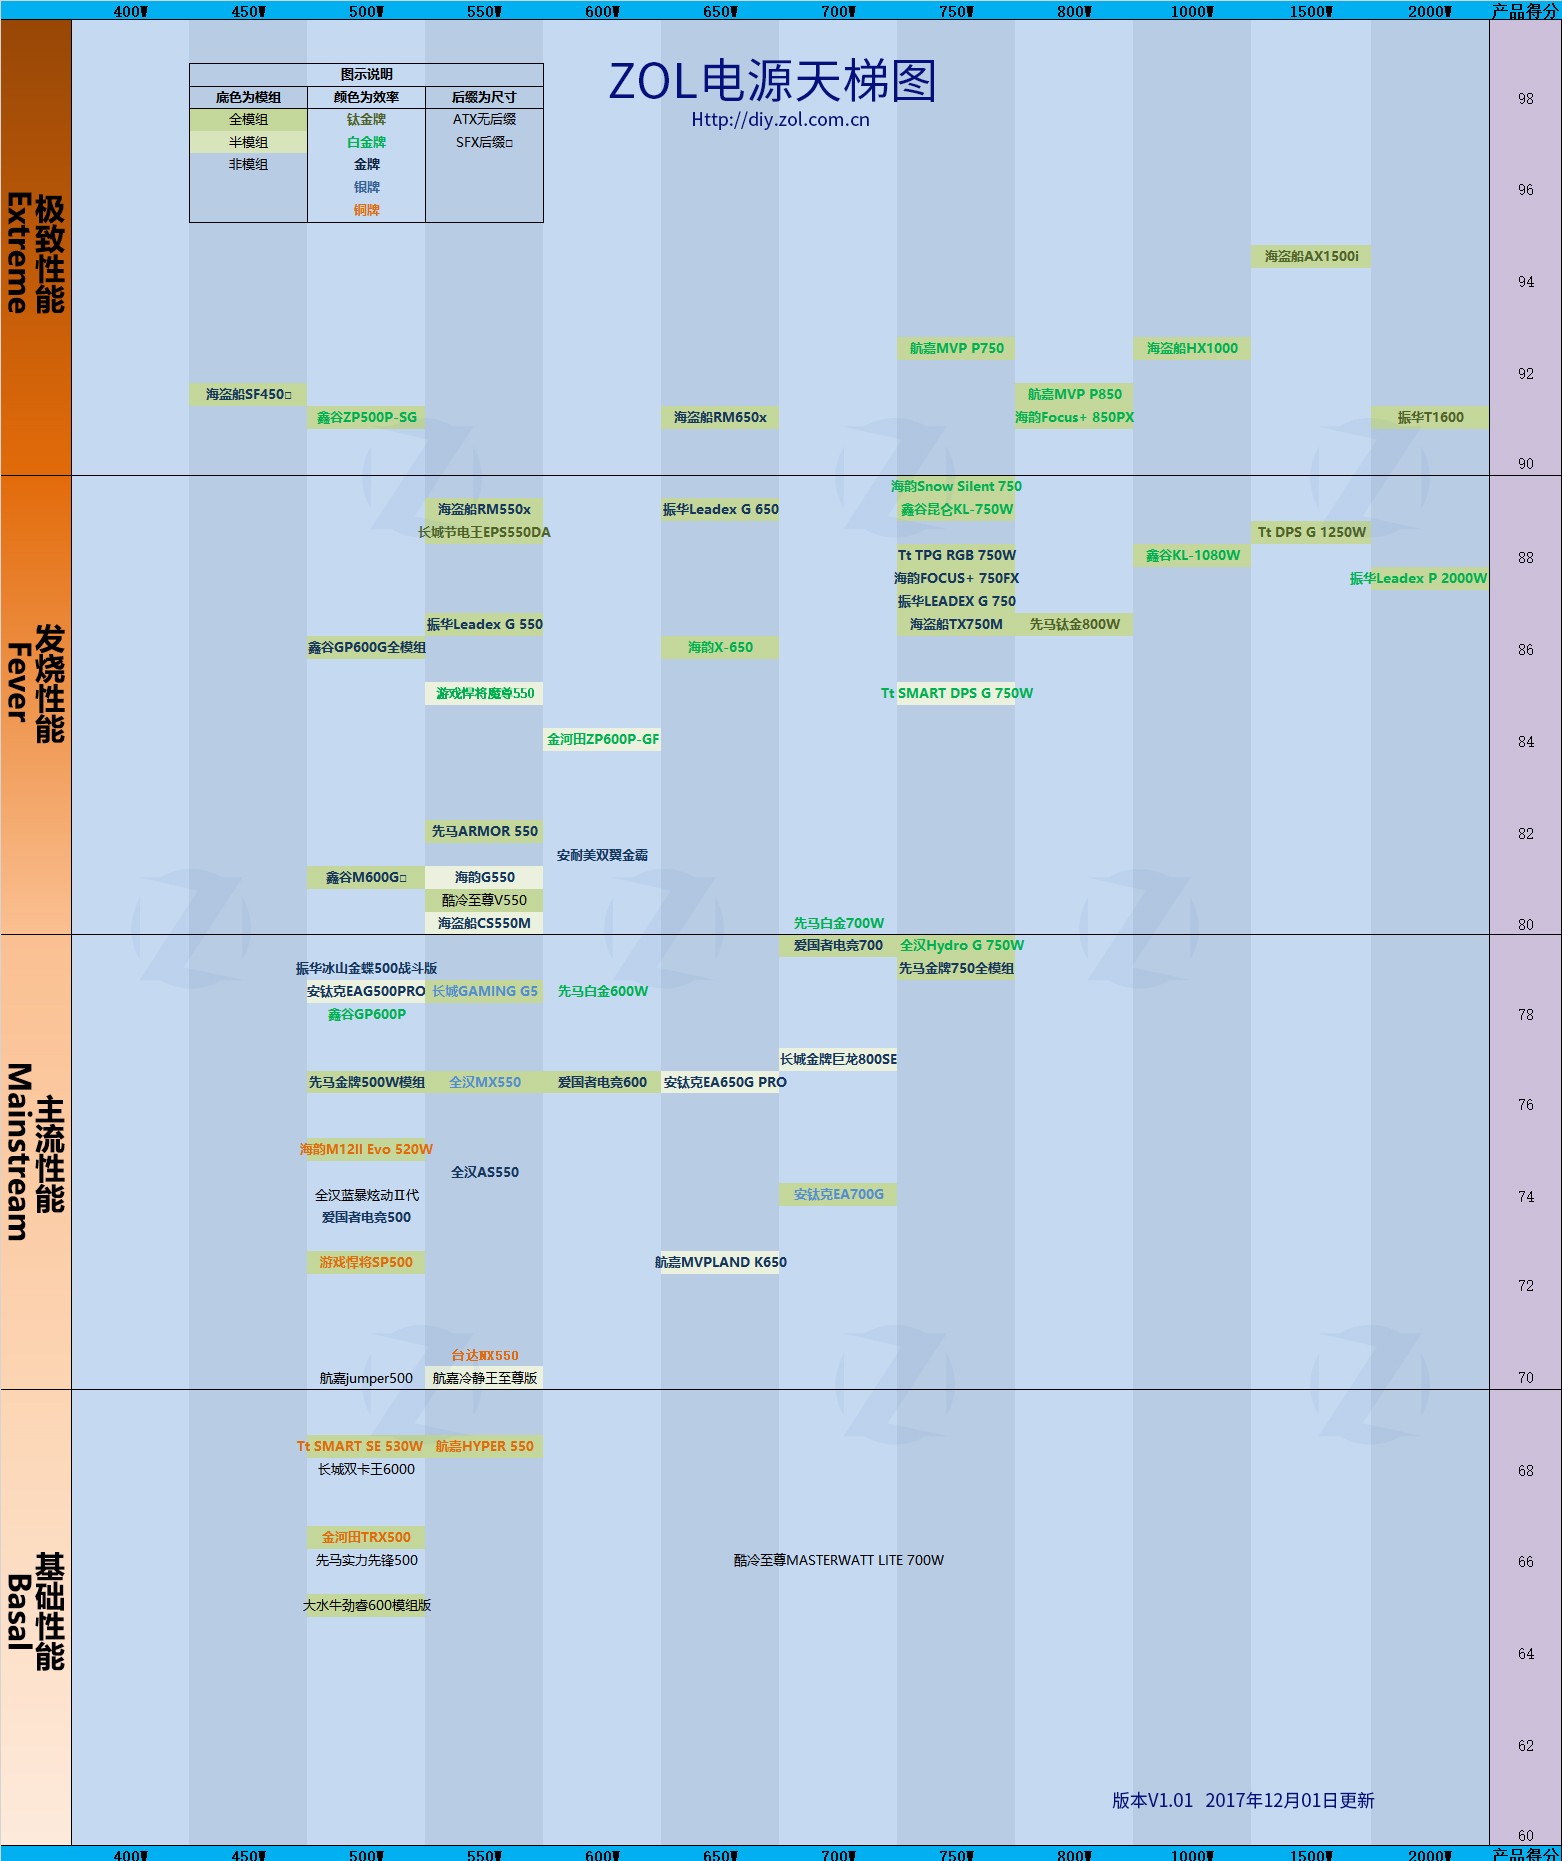 400W 450W 500W 550W 600W 650W 700W 750W 800W 1000W 1500W 2000W 产品得分
图示说明
底色为模组 颜色为效率 后缀为尺寸
全模组 钛金牌 ATX无后缀
半模组 白金牌 SFX后缀□
非模组 金牌
银牌
铜牌
ZOL电源天梯图
Http://diy.zol.com.cn
极致性能
Extreme
98
96
海盗船AX1500i
94
航嘉MVP P750 海盗船HX1000
92
海盗船SF450□ 航嘉MVP P850
鑫谷ZP500P-SG 海盗船RM650x 海韵Focus+ 850PX 振华T1600
90
发烧性能
Fever
海韵Snow Silent 750
海盗船RM550x 振华Leadex G 650 鑫谷昆仑KL-750W
长城节电王EPS550DA Tt DPS G 1250W
Tt TPG RGB 750W 鑫谷KL-1080W 88
海韵FOCUS+ 750FX 振华Leadex P 2000W
振华LEADEX G 750
振华Leadex G 550 海盗船TX750M 先马钛金800W
鑫谷GP600G全模组 海韵X-650 86
游戏悍将魔尊550 Tt SMART DPS G 750W
金河田ZP600P-GF 84
先马ARMOR 550 82
安耐美双翼金霸
鑫谷M600G□ 海韵G550
酷冷至尊V550
海盗船CS550M 先马白金700W 80
主流性能
Mainstream
爱国者电竞700 全汉Hydro G 750W
振华冰山金蝶500战斗版 先马金牌750全模组
安钛克EAG500PRO 长城GAMING G5 先马白金600W
鑫谷GP600P 78
长城金牌巨龙800SE
先马金牌500W模组 全汉MX550 爱国者电竞600 安钛克EA650G PRO
76
海韵M12II Evo 520W
全汉AS550
全汉蓝暴炫动Ⅱ代 安钛克EA700G 74
爱国者电竞500
游戏悍将SP500 航嘉MVPLAND K650
72
台达NX550
航嘉jumper500 航嘉冷静王至尊版 70
基础性能
Basal
Tt SMART SE 530W 航嘉HYPER 550
长城双卡王6000 68
金河田TRX500
先马实力先锋500 酷冷至尊MASTERWATT LITE 700W 66
大水牛劲睿600模组版
64
62
版本V1.01 2017年12月01日更新
60
400W 450W 500W 550W 600W 650W 700W 750W 800W 1000W 1500W 2000W 产品得分